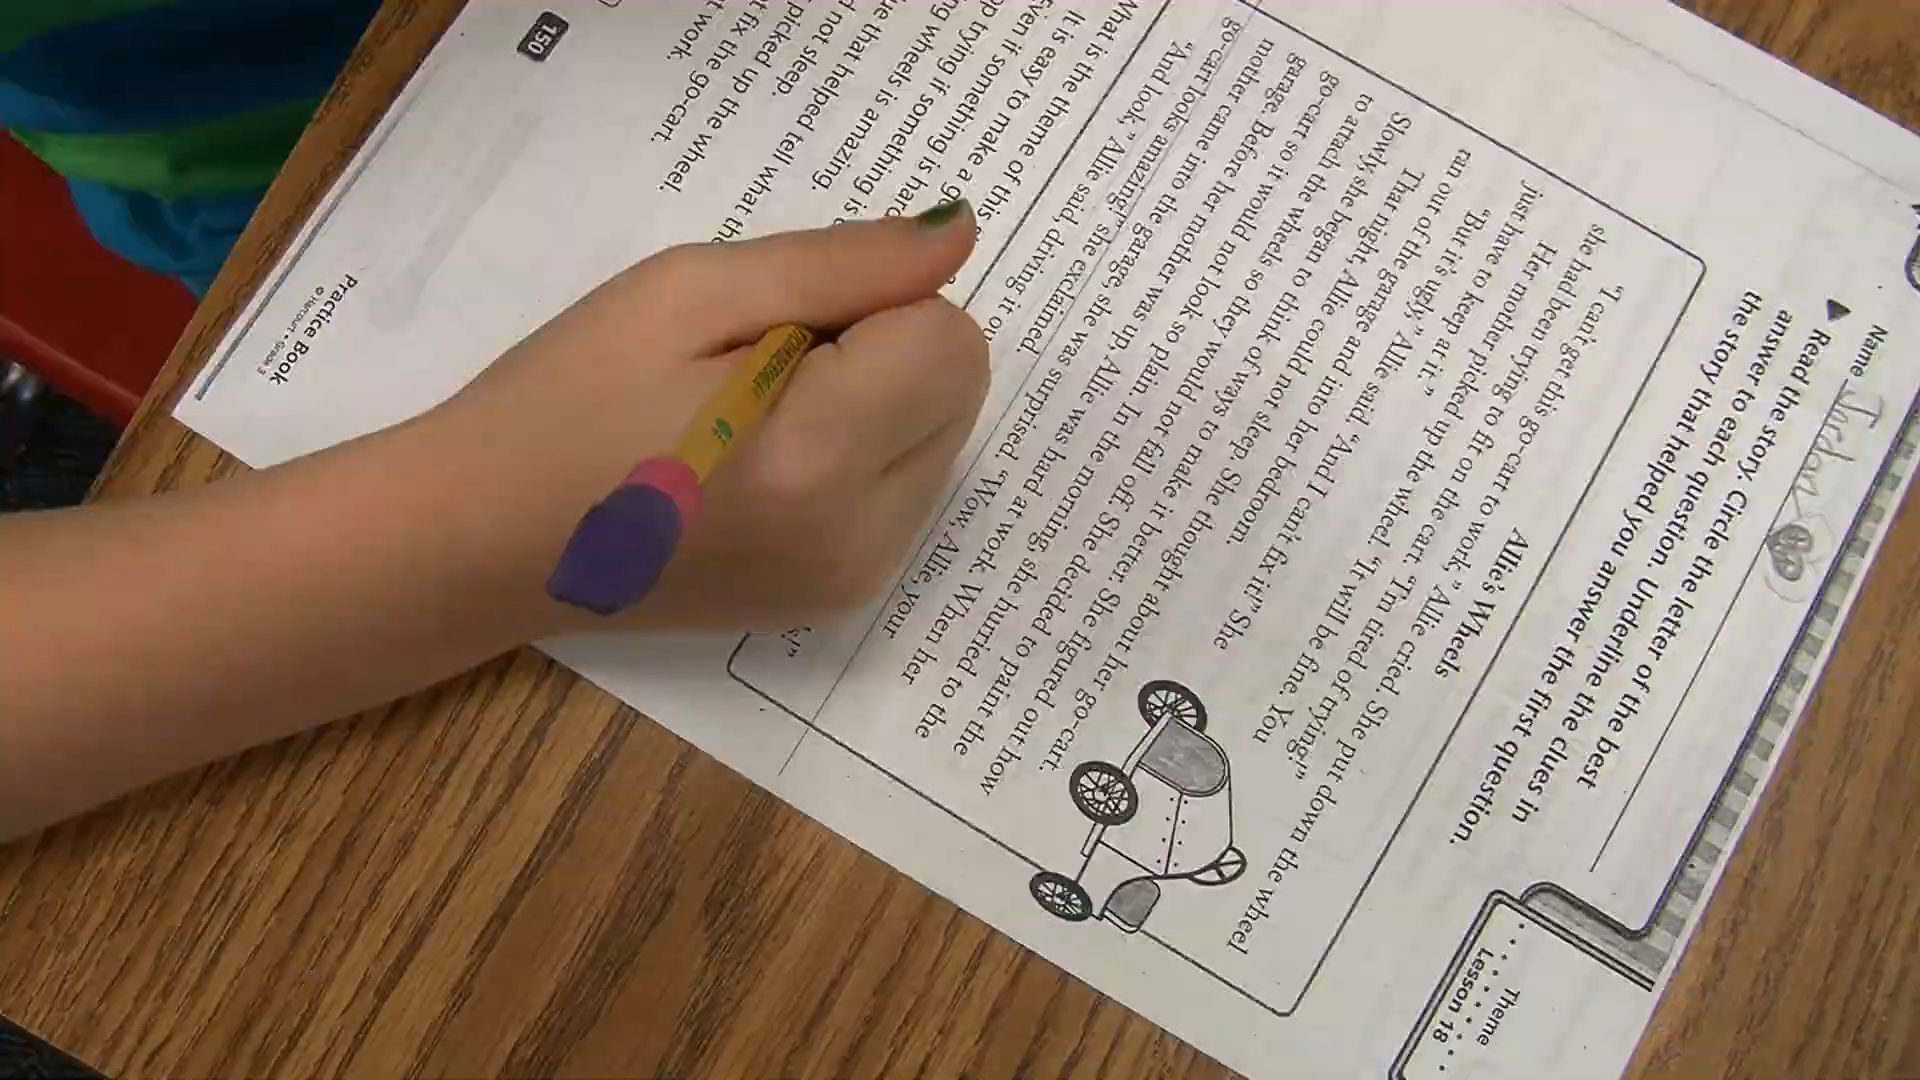 Name Jordan
Theme
Lesson 18
Read the story. Circle the letter of the best
answer to each question. Underline the clues in
the story that helped you answer the first question.
Allie's Wheels
"I can't get this go-cart to work," Allie cried. She put down the wheel
she had been trying to fit on the cart. "I'm tired of trying!"
Her mother picked up the wheel. "It will be fine. You
just have to keep at it."
"But it's ugly," Allie said. "And I can't fix it!" She
ran out of the garage and into her bedroom.
That night, Allie could not sleep. She thought about her go-cart.
Slowly, she began to think of ways to make it better. She figured out how
to attach the wheels so they would not fall off. She decided to paint the
go-cart so it would not look so plain. In the morning, she hurried to the
garage. Before her mother was up, Allie was hard at work. When her
mother came into the garage, she was surprised. "Wow, Allie, your
go-cart looks amazing!" she exclaimed.
"And look," Allie said, driving it
What is the theme of this
It is easy to make a
Even if something is hard
trying if something is
wheels is amazing.
that helped tell what
not sleep.
picked up the wheel.
fix the go-cart.
work.
150
Practice Book
© Harcourt • Grade 3